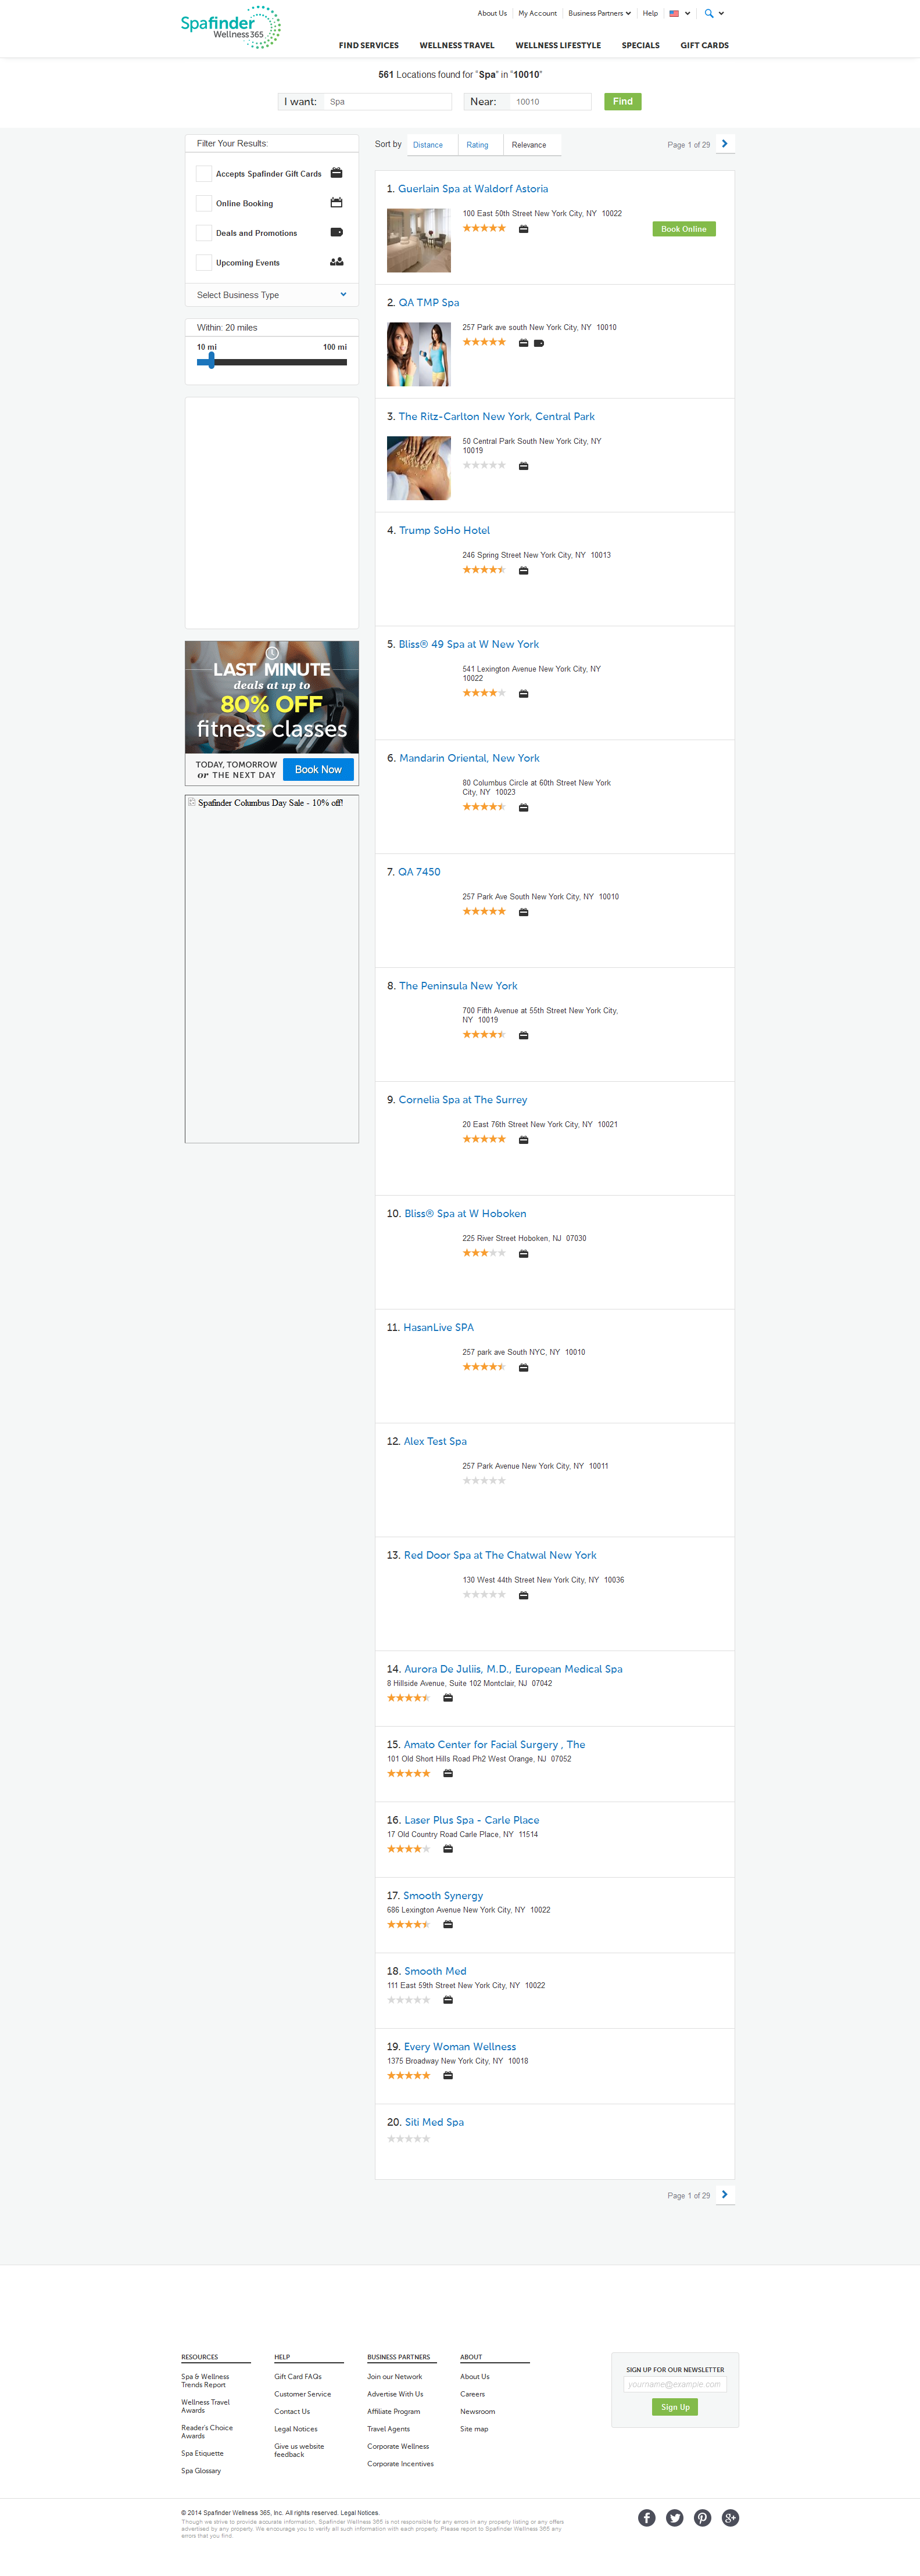 Spafinder
Wellness365
About Us
My Account
Business Partners
Help
FIND SERVICES
WELLNESS TRAVEL
WELLNESS LIFESTYLE
SPECIALS
GIFT CARDS
561 Locations found for "Spa" in "10010"
I want: Spa
Near: 10010
Find
Filter Your Results:
Accepts Spafinder Gift Cards
Online Booking
Deals and Promotions
Upcoming Events
Select Business Type
Within: 20 miles
10 mi 100 mi
LAST MINUTE
deals at up to
80% OFF
fitness classes
TODAY, TOMORROW
or THE NEXT DAY
Book Now
Spafinder Columbus Day Sale - 10% off!
Sort by Distance Rating Relevance
Page 1 of 29
1. Guerlain Spa at Waldorf Astoria
100 East 50th Street New York City, NY 10022
Book Online
2. QA TMP Spa
257 Park ave south New York City, NY 10010
3. The Ritz-Carlton New York, Central Park
50 Central Park South New York City, NY
10019
4. Trump SoHo Hotel
246 Spring Street New York City, NY 10013
5. Bliss® 49 Spa at W New York
541 Lexington Avenue New York City, NY
10022
6. Mandarin Oriental, New York
80 Columbus Circle at 60th Street New York
City, NY 10023
7. QA 7450
257 Park Ave South New York City, NY 10010
8. The Peninsula New York
700 Fifth Avenue at 55th Street New York City,
NY 10019
9. Cornelia Spa at The Surrey
20 East 76th Street New York City, NY 10021
10. Bliss® Spa at W Hoboken
225 River Street Hoboken, NJ 07030
11. HasanLive SPA
257 park ave South NYC, NY 10010
12. Alex Test Spa
257 Park Avenue New York City, NY 10011
13. Red Door Spa at The Chatwal New York
130 West 44th Street New York City, NY 10036
14. Aurora De Juliis, M.D., European Medical Spa
8 Hillside Avenue, Suite 102 Montclair, NJ 07042
15. Amato Center for Facial Surgery , The
101 Old Short Hills Road Ph2 West Orange, NJ 07052
16. Laser Plus Spa - Carle Place
17 Old Country Road Carle Place, NY 11514
17. Smooth Synergy
686 Lexington Avenue New York City, NY 10022
18. Smooth Med
111 East 59th Street New York City, NY 10022
19. Every Woman Wellness
1375 Broadway New York City, NY 10018
20. Siti Med Spa
Page 1 of 29
RESOURCES
Spa & Wellness
Trends Report
Wellness Travel
Awards
Reader's Choice
Awards
Spa Etiquette
Spa Glossary
HELP
Gift Card FAQs
Customer Service
Contact Us
Legal Notices
Give us website
feedback
BUSINESS PARTNERS
Join our Network
Advertise With Us
Affiliate Program
Travel Agents
Corporate Wellness
Corporate Incentives
ABOUT
About Us
Careers
Newsroom
Site map
SIGN UP FOR OUR NEWSLETTER
yourname@example.com
Sign Up
© 2014 Spafinder Wellness 365, Inc. All rights reserved. Legal Notices.
Though we strive to provide accurate information, Spafinder Wellness 365 is not responsible for any errors in any property listing or any offers
advertised by any property. We encourage you to verify all such information with each property. Please report to Spafinder Wellness 365 any
errors that you find.